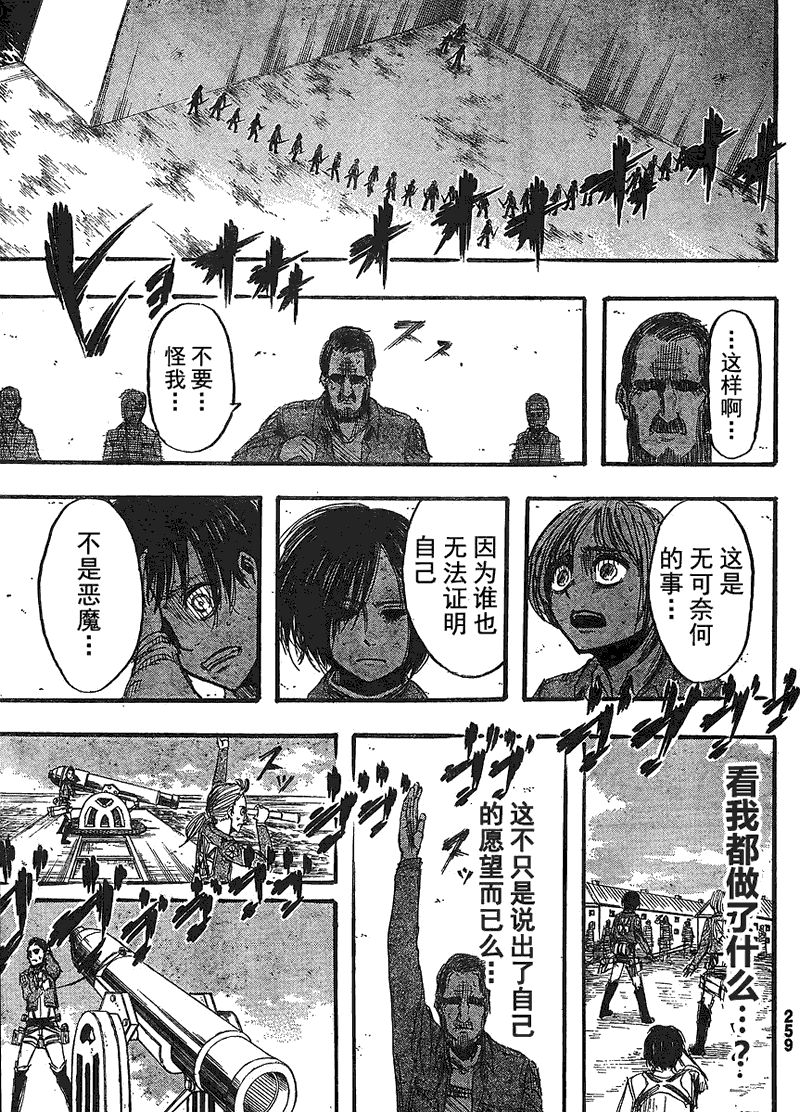 …这样啊…
不要
怪我…
这是
无可奈何
的事…
因为谁也
无法证明
自己
不是恶魔…
看我都做了什么…?
这不只是说出了自己
的愿望而已么…
259